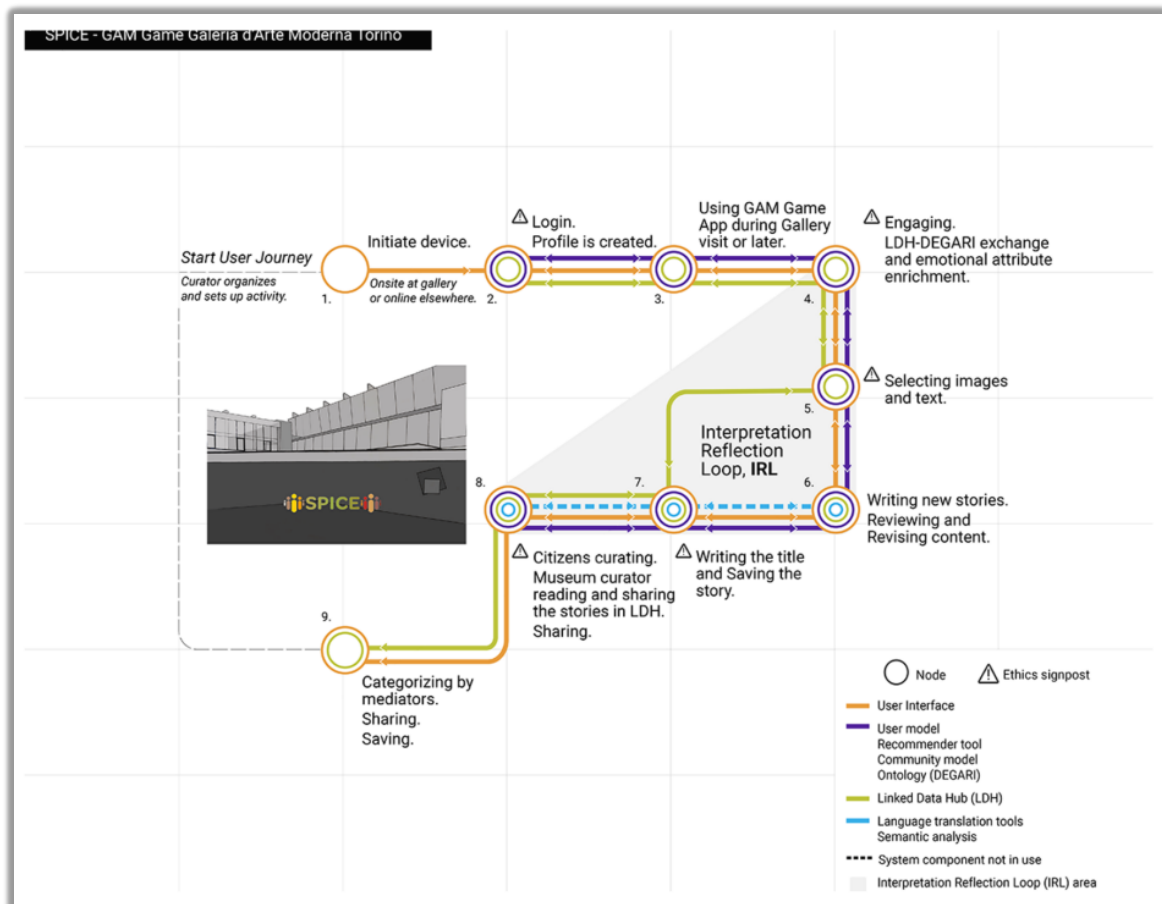 SPICE - GAM Game Galeria d'Arte Moderna Torino
Start User Journey
Curator organizes
and sets up activity.
1.
Initiate device.
Onsite at gallery
or online elsewhere.
2.
Login.
Profile is created.
3.
Using GAM Game
App during Gallery
visit or later.
4.
Engaging.
LDH-DEGARI exchange
and emotional attribute
enrichment.
5.
Selecting images
and text.
Interpretation
Reflection
Loop, IRL
6.
Writing new stories.
Reviewing and
Revising content.
7.
Writing the title
and Saving the
story.
8.
Citizens curating.
Museum curator
reading and sharing
the stories in LDH.
Sharing.
SPICE
9.
Categorizing by
mediators.
Sharing.
Saving.
Node
Ethics signpost
User Interface
User model
Recommender tool
Community model
Ontology (DEGARI)
Linked Data Hub (LDH)
Language translation tools
Semantic analysis
System component not in use
Interpretation Reflection Loop (IRL) area